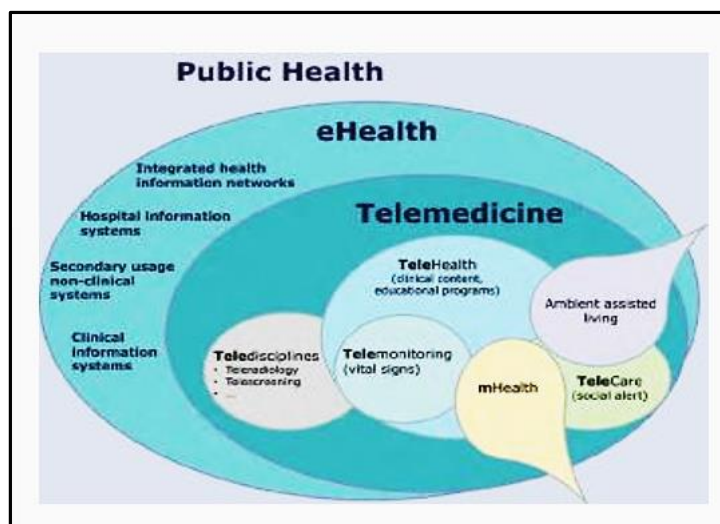 Public Health
eHealth
Integrated health
information networks
Hospital information
systems
Secondary usage
non-clinical
systems
Clinical
information
systems
Telemedicine
TeleHealth
(clinical content,
educational programs)
Ambient assisted
living
Teledisciplines
• Teleradiology
• Telescreening
• ...
Telemonitoring
(vital signs)
mHealth
TeleCare
(social alert)